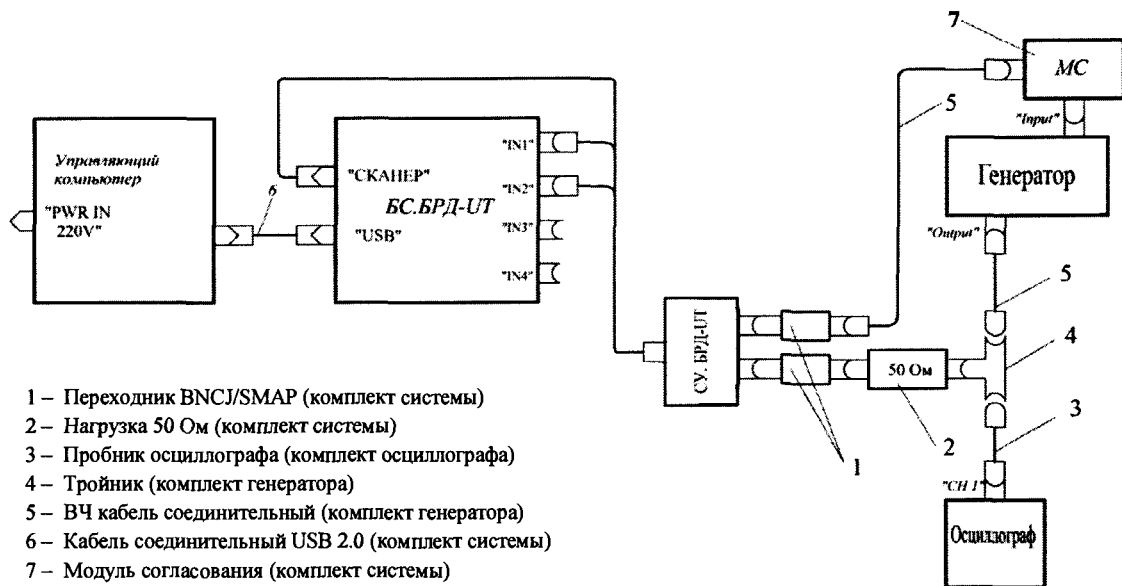 7
МС
5
"Input"
Генератор
"Output"
Управляющий
компьютер
"PWR IN
220V"
6
"СКАНЕР"
БС.БРД-UT
"USB"
"IN1"
"IN2"
"IN3"
"IN4"
5
СУ. БРД-UT
50 Ом
4
1
2
3
"CH 1"
Осциллограф
1 – Переходник BNCJ/SMAP (комплект системы)
2 – Нагрузка 50 Ом (комплект системы)
3 – Пробник осциллографа (комплект осциллографа)
4 – Тройник (комплект генератора)
5 – ВЧ кабель соединительный (комплект генератора)
6 – Кабель соединительный USB 2.0 (комплект системы)
7 – Модуль согласования (комплект системы)